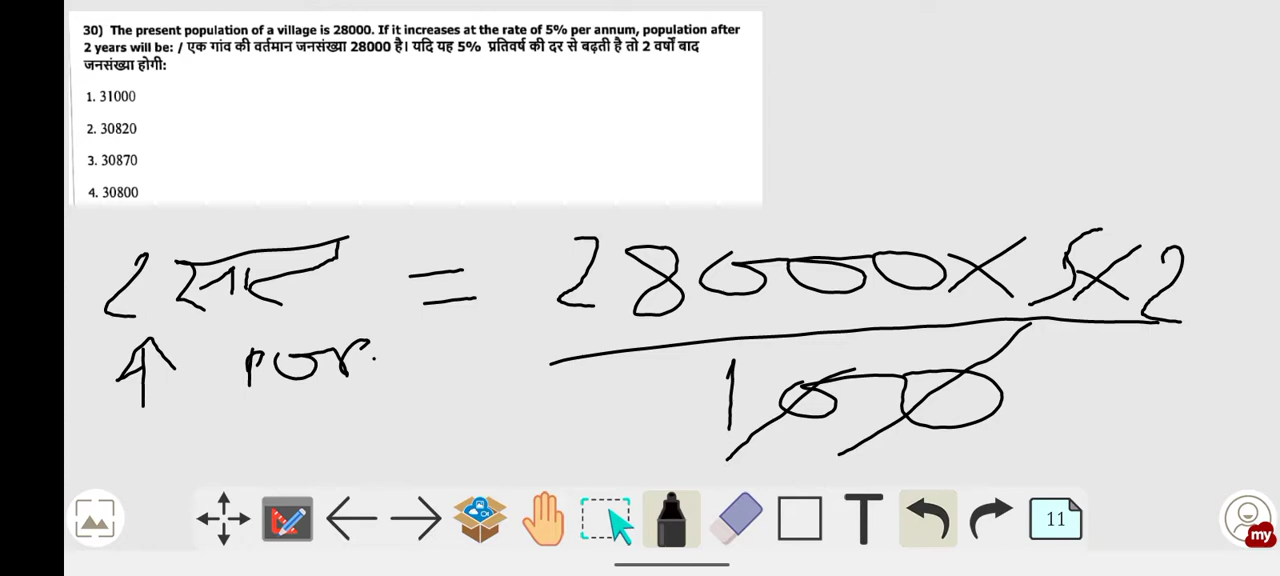 30) The present population of a village is 28000. If it increases at the rate of 5% per annum, population after
2 years will be: / एक गांव की वर्तमान जनसंख्या 28000 है। यदि यह 5% प्रतिवर्ष की दर से बढ़ती है तो 2 वर्षों बाद
जनसंख्या होगी:
1. 31000
2. 30820
3. 30870
4. 30800
2 साल = 28000 X 5 X 2
↑ por. 100
11
my